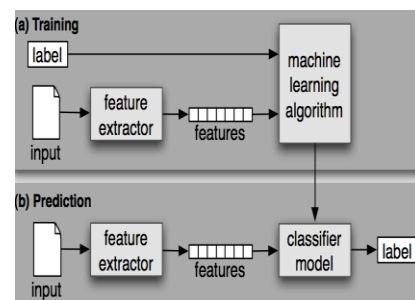 (a) Training
label
machine
learning
algorithm
feature
extractor
features
input
(b) Prediction
feature
extractor
features
classifier
model
label
input